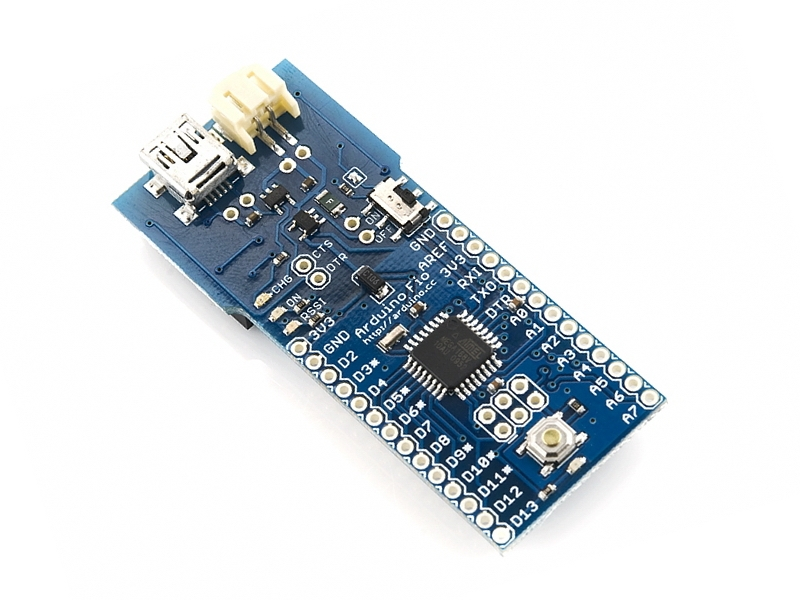 ON
OFF
CTS
DTR
CHG
ON
RSSI
Arduino Fio
http://arduino.cc
GND
AREF
3V3
RXI
TXO
DTR
A0
A1
A2
A3
A4
A5
A6
A7
3V3
GND
D2
D3*
D4
D5*
D6*
D7
D8
D9*
D10*
D11*
D12
D13